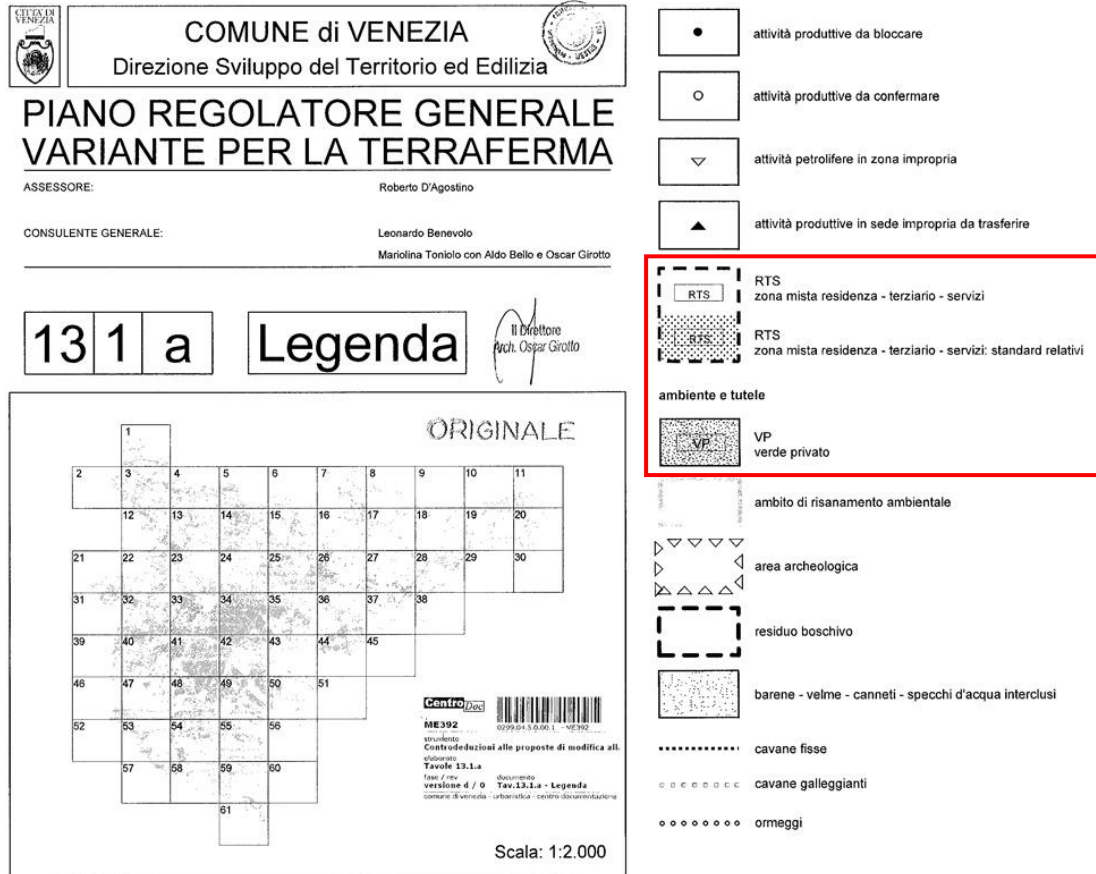 CITTA' DI
VENEZIA
COMUNE di VENEZIA
Direzione Sviluppo del Territorio ed Edilizia
PIANO REGOLATORE GENERALE
VARIANTE PER LA TERRAFERMA
ASSESSORE:
Roberto D'Agostino
CONSULENTE GENERALE:
Leonardo Benevolo
Mariolina Toniolo con Aldo Bello e Oscar Girotto
13 1 a
Legenda
Il Direttore
Arch. Oscar Girotto
ORIGINALE
1
2 3 4 5 6 7 8 9 10 11
12 13 14 15 16 17 18 19 20
21 22 23 24 25 26 27 28 29 30
31 32 33 34 35 36 37 38
39 40 41 42 43 44 45
46 47 48 49 50 51
52 53 54 55 56
57 58 59 60
61
Centro Doc
ME392
0299.04.5.0.00.1 - ME392
strumento
Controdeduzioni alle proposte di modifica all.
elaborato
Tavole 13.1.a
fase / rev documento
versione d / 0 Tav.13.1.a - Legenda
comune di venezia - urbanistica - centro documentazione
Scala: 1:2.000
attività produttive da bloccare
attività produttive da confermare
attività petrolifere in zona impropria
attività produttive in sede impropria da trasferire
RTS
RTS
zona mista residenza - terziario - servizi
RTS
RTS
zona mista residenza - terziario - servizi: standard relativi
ambiente e tutele
VP
VP
verde privato
ambito di risanamento ambientale
area archeologica
residuo boschivo
barene - velme - canneti - specchi d'acqua interclusi
cavane fisse
cavane galleggianti
ormeggi